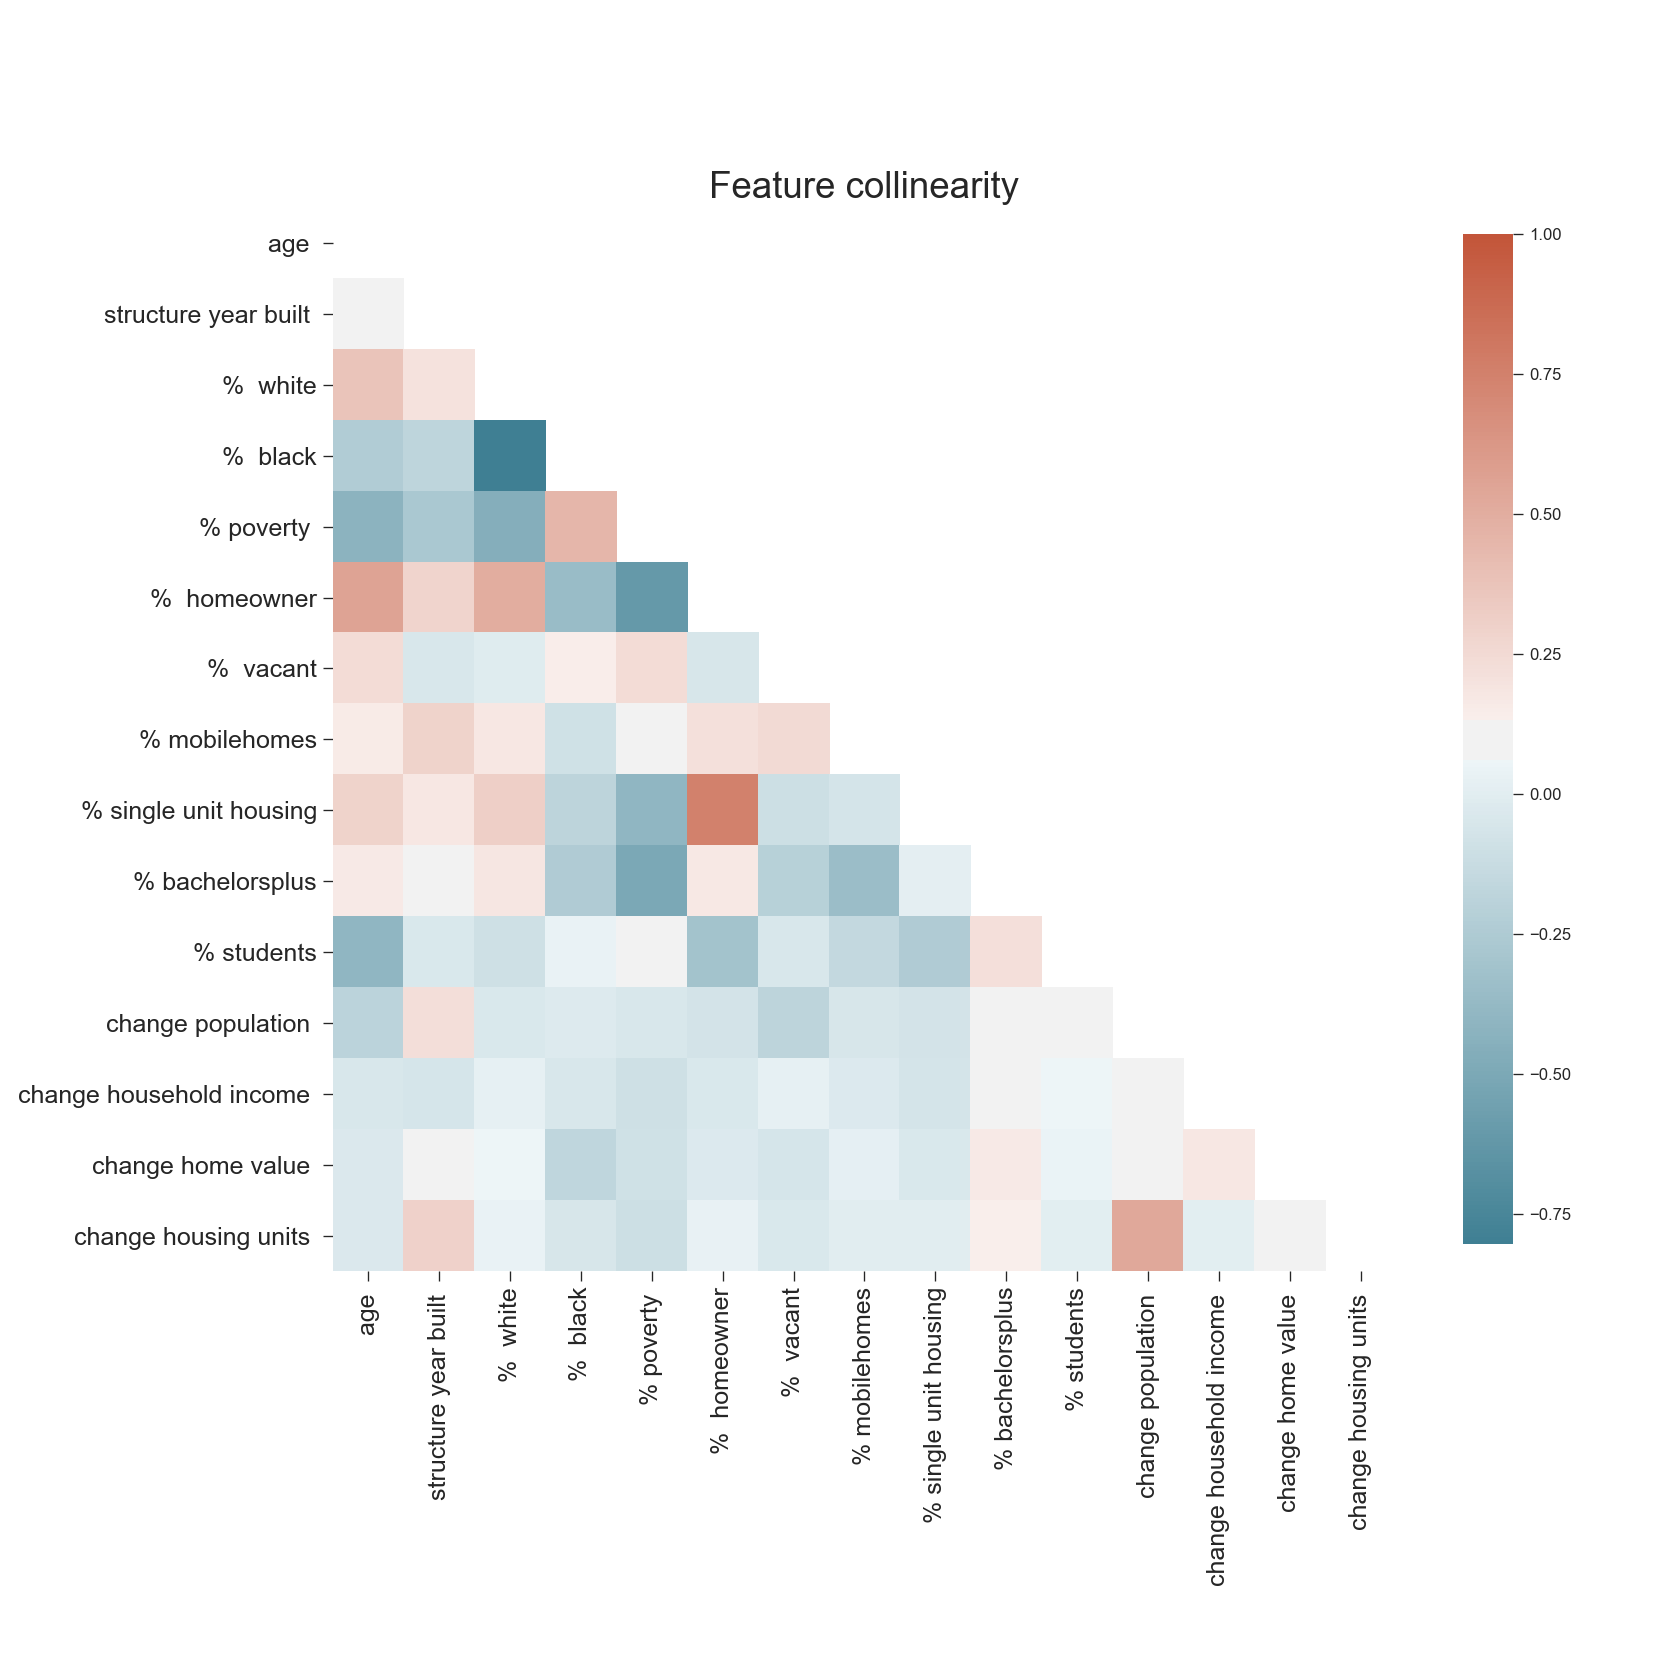 Feature collinearity
age
structure year built
%  white
%  black
% poverty
%  homeowner
%  vacant
% mobilehomes
% single unit housing
% bachelorsplus
% students
change population
change household income
change home value
change housing units
age
structure year built
%  white
%  black
% poverty
%  homeowner
%  vacant
% mobilehomes
% single unit housing
% bachelorsplus
% students
change population
change household income
change home value
change housing units
1.00
0.75
0.50
0.25
0.00
−0.25
−0.50
−0.75